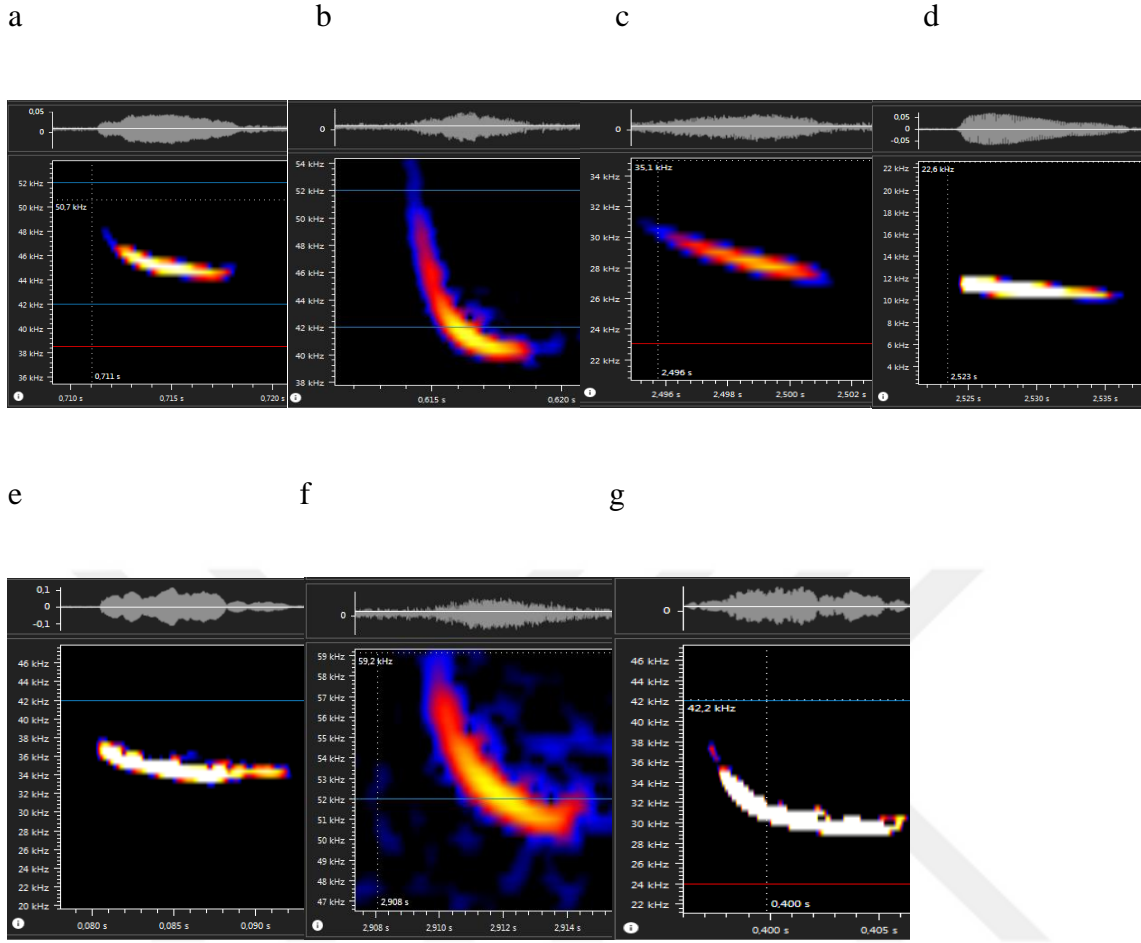 a
0,05
0
52 kHz
50 kHz
50,7 kHz
48 kHz
46 kHz
44 kHz
42 kHz
40 kHz
38 kHz
36 kHz
0,711 s
0,710 s 0,715 s 0,720 s
b
0
54 kHz
52 kHz
50 kHz
48 kHz
46 kHz
44 kHz
42 kHz
40 kHz
38 kHz
0,615 s 0,620 s
c
0
35,1 kHz
34 kHz
32 kHz
30 kHz
28 kHz
26 kHz
24 kHz
22 kHz
2,496 s
2,496 s 2,498 s 2,500 s 2,502 s
d
0,05
0
-0,05
22 kHz
22,6 kHz
20 kHz
18 kHz
16 kHz
14 kHz
12 kHz
10 kHz
8 kHz
6 kHz
4 kHz
2,523 s
2,525 s 2,530 s 2,535 s
e
0,1
0
-0,1
46 kHz
44 kHz
42 kHz
40 kHz
38 kHz
36 kHz
34 kHz
32 kHz
30 kHz
28 kHz
26 kHz
24 kHz
22 kHz
20 kHz
0,080 s 0,085 s 0,090 s
f
0
59 kHz
59,2 kHz
58 kHz
57 kHz
56 kHz
55 kHz
54 kHz
53 kHz
52 kHz
51 kHz
50 kHz
49 kHz
48 kHz
47 kHz
2,908 s
2,908 s 2,910 s 2,912 s 2,914 s
g
0
46 kHz
44 kHz
42 kHz
42,2 kHz
40 kHz
38 kHz
36 kHz
34 kHz
32 kHz
30 kHz
28 kHz
26 kHz
24 kHz
22 kHz
0,400 s
0,400 s 0,405 s